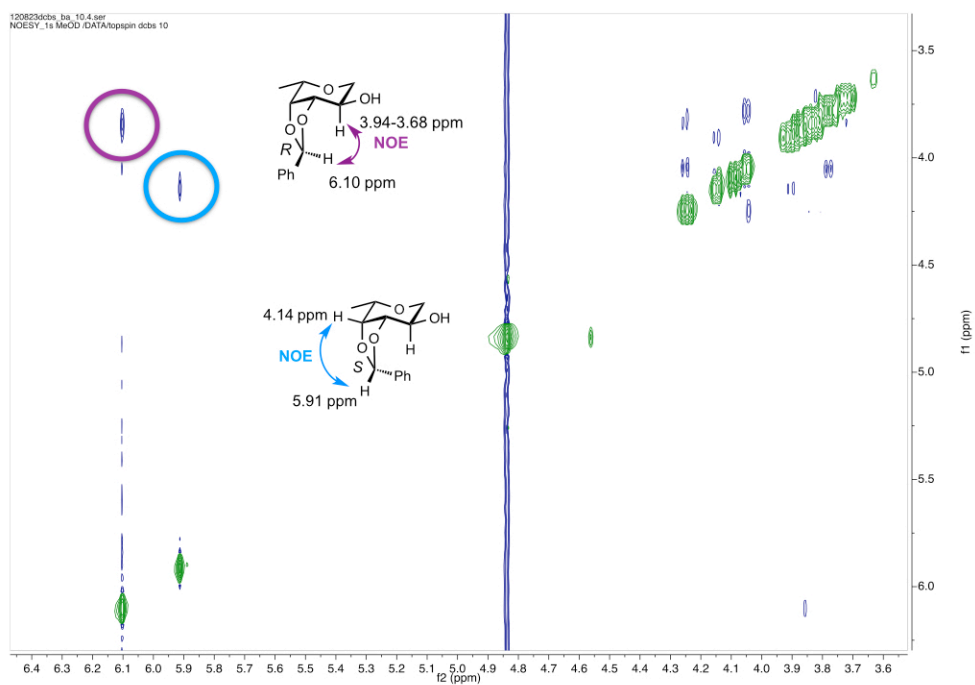 120823dcbs_ba_10.4.ser
NOESY_1s MeOD /DATA/topspin dcbs 10
O
OH
O
O
H
3.94-3.68 ppm
NOE
R
H
Ph
6.10 ppm
O
4.14 ppm H
OH
O
O
H
NOE
S
Ph
H
5.91 ppm
3.5
4.0
4.5
5.0
5.5
6.0
f1 (ppm)
6.4 6.3 6.2 6.1 6.0 5.9 5.8 5.7 5.6 5.5 5.4 5.3 5.2 5.1 5.0 4.9 4.8 4.7 4.6 4.5 4.4 4.3 4.2 4.1 4.0 3.9 3.8 3.7 3.6
f2 (ppm)